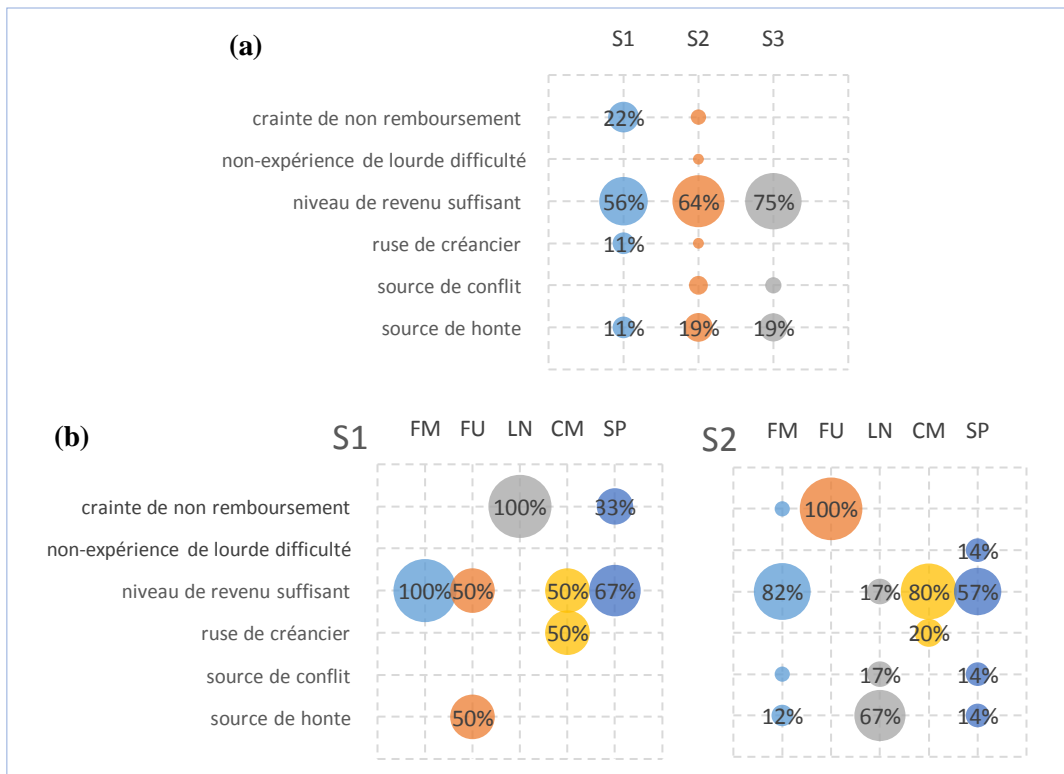 (a)
S1 S2 S3
crainte de non remboursement 22%
non-expérience de lourde difficulté
niveau de revenu suffisant 56% 64% 75%
ruse de créancier 11%
source de conflit
source de honte 11% 19% 19%
(b)
S1 FM FU LN CM SP
S2 FM FU LN CM SP
crainte de non remboursement 100% 33% 100%
non-expérience de lourde difficulté 14%
niveau de revenu suffisant 100% 50% 50% 67% 82% 17% 80% 57%
ruse de créancier 50% 20%
source de conflit 17% 14%
source de honte 50% 12% 67% 14%